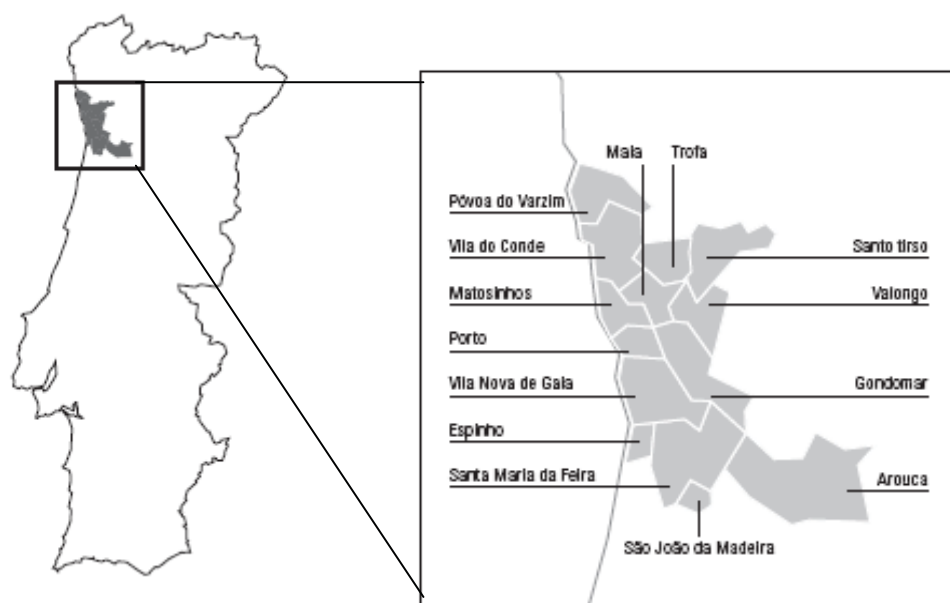 Maia Trofa
Póvoa do Varzim
Vila do Conde
Santo tirso
Matosinhos
Valongo
Porto
Vila Nova de Gaia
Gondomar
Espinho
Santa Maria da Feira
Arouca
São João da Madeira